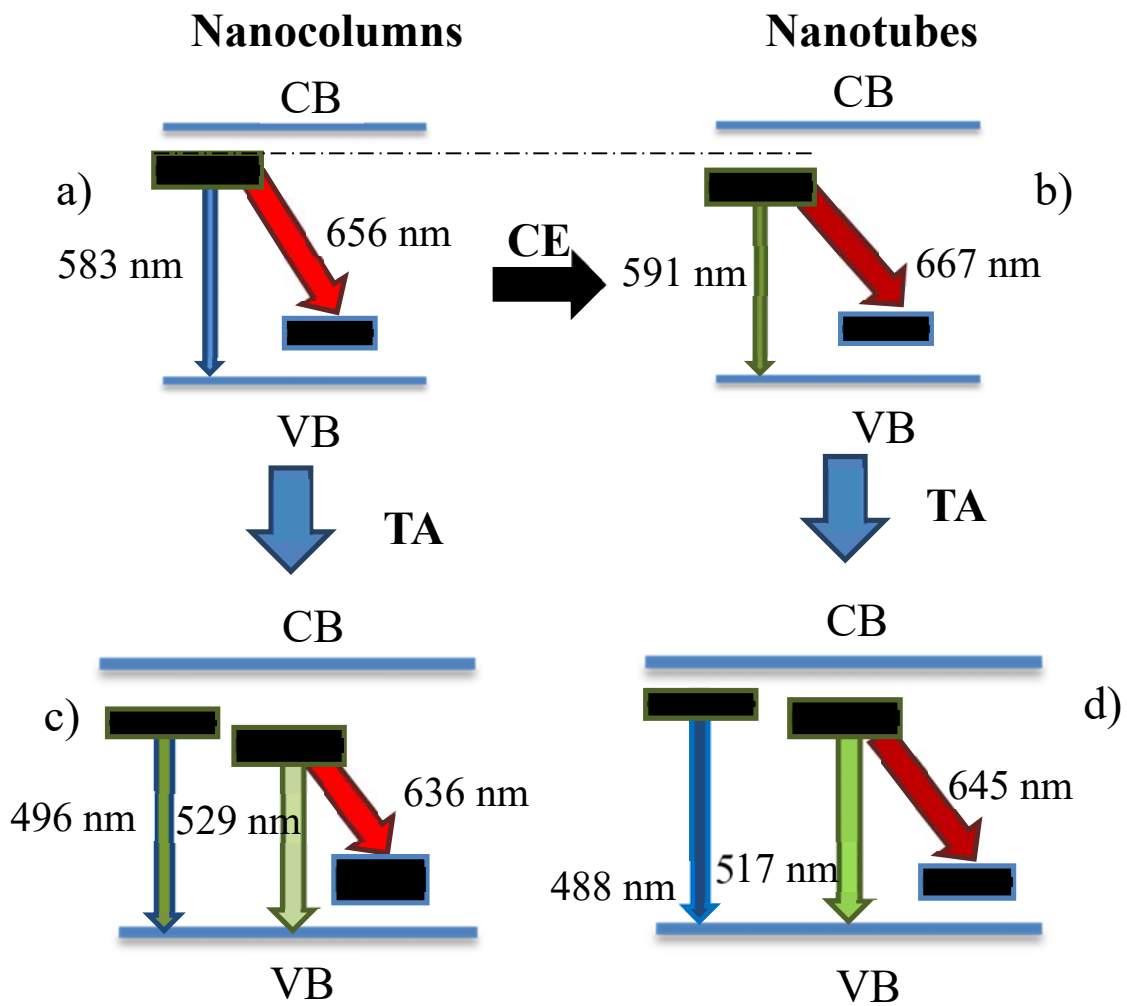 Nanocolumns
Nanotubes
CB
CB
a)
b)
656 nm
CE
667 nm
583 nm
591 nm
VB
VB
TA
TA
CB
CB
c)
d)
636 nm
645 nm
496 nm
529 nm
488 nm
517 nm
VB
VB